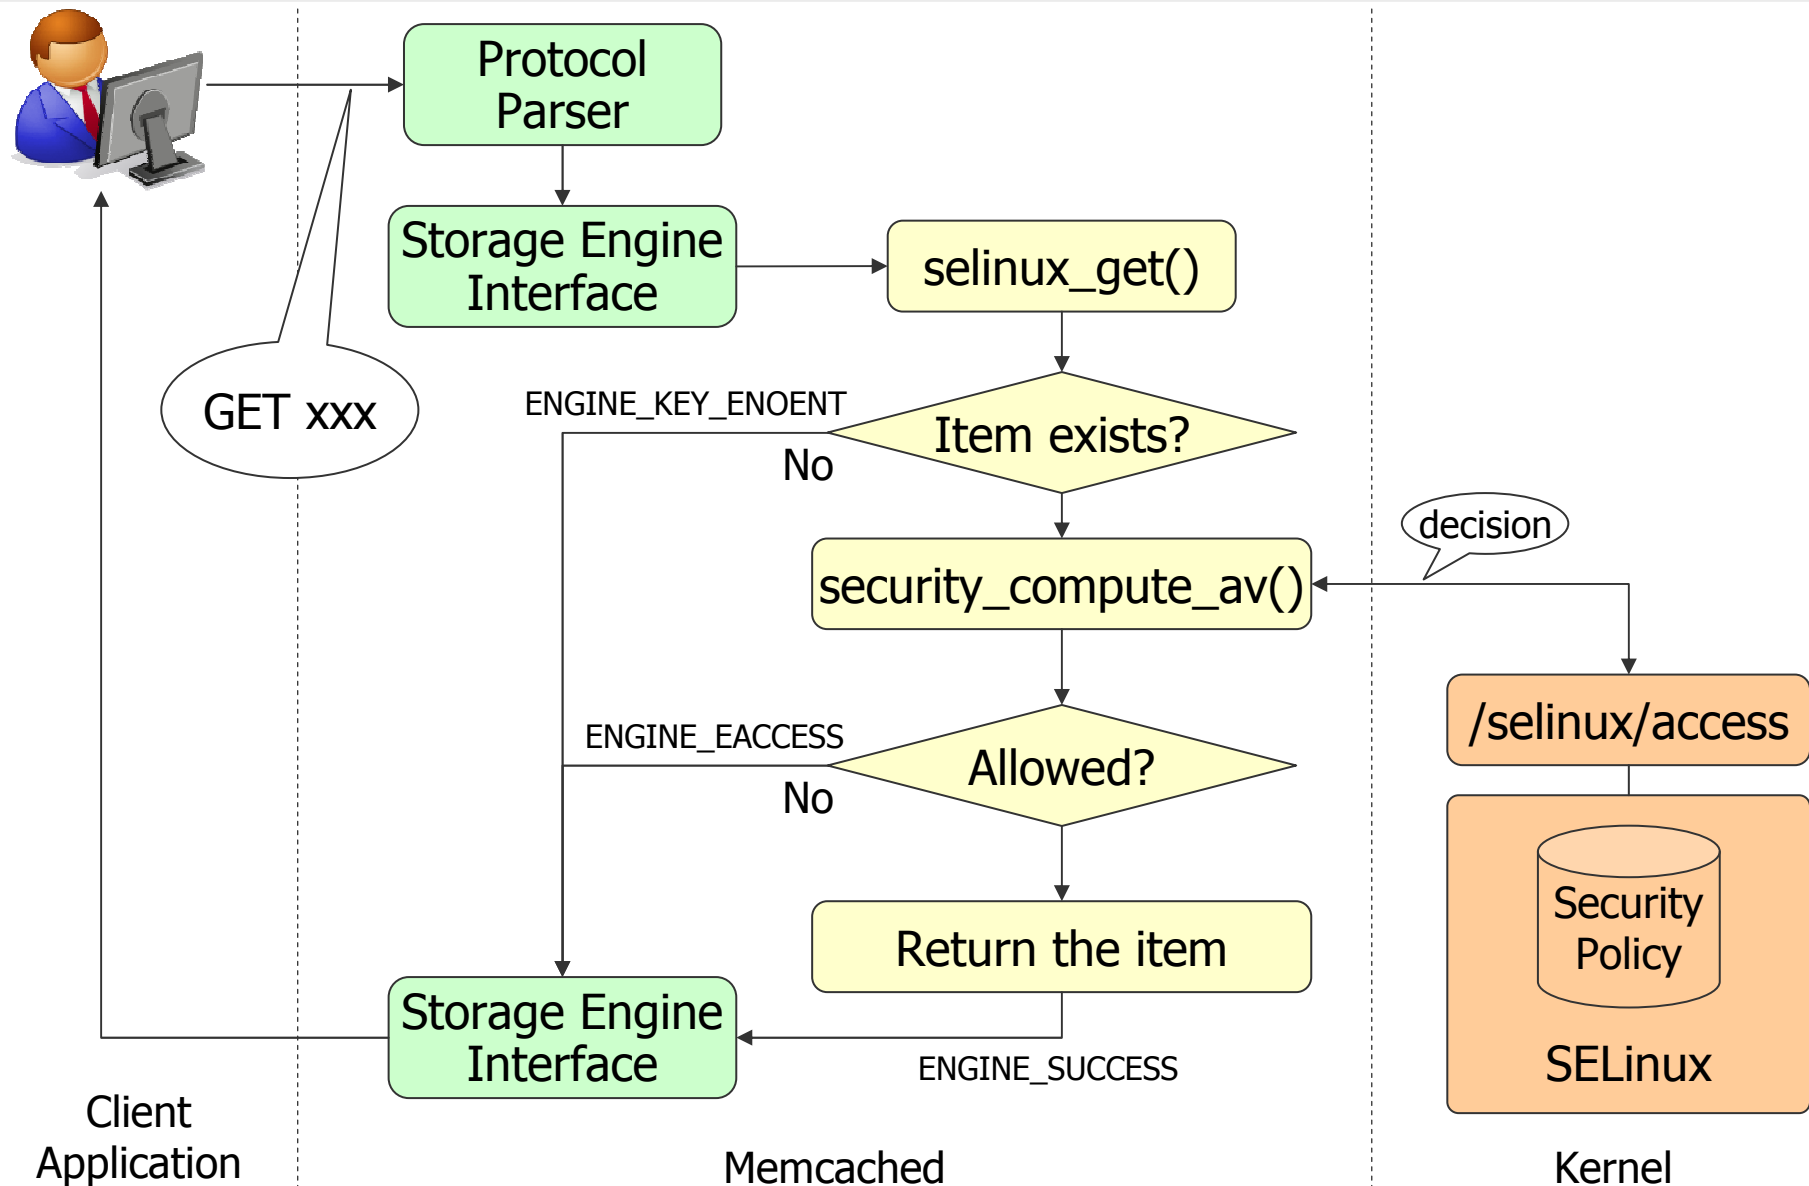 Protocol
Parser
Storage Engine
Interface
selinux_get()
GET xxx
ENGINE_KEY_ENOENT
Item exists?
No
decision
security_compute_av()
/selinux/access
ENGINE_EACCESS
Allowed?
No
Security
Policy
Return the item
Storage Engine
Interface
SELinux
ENGINE_SUCCESS
Client
Application
Memcached
Kernel